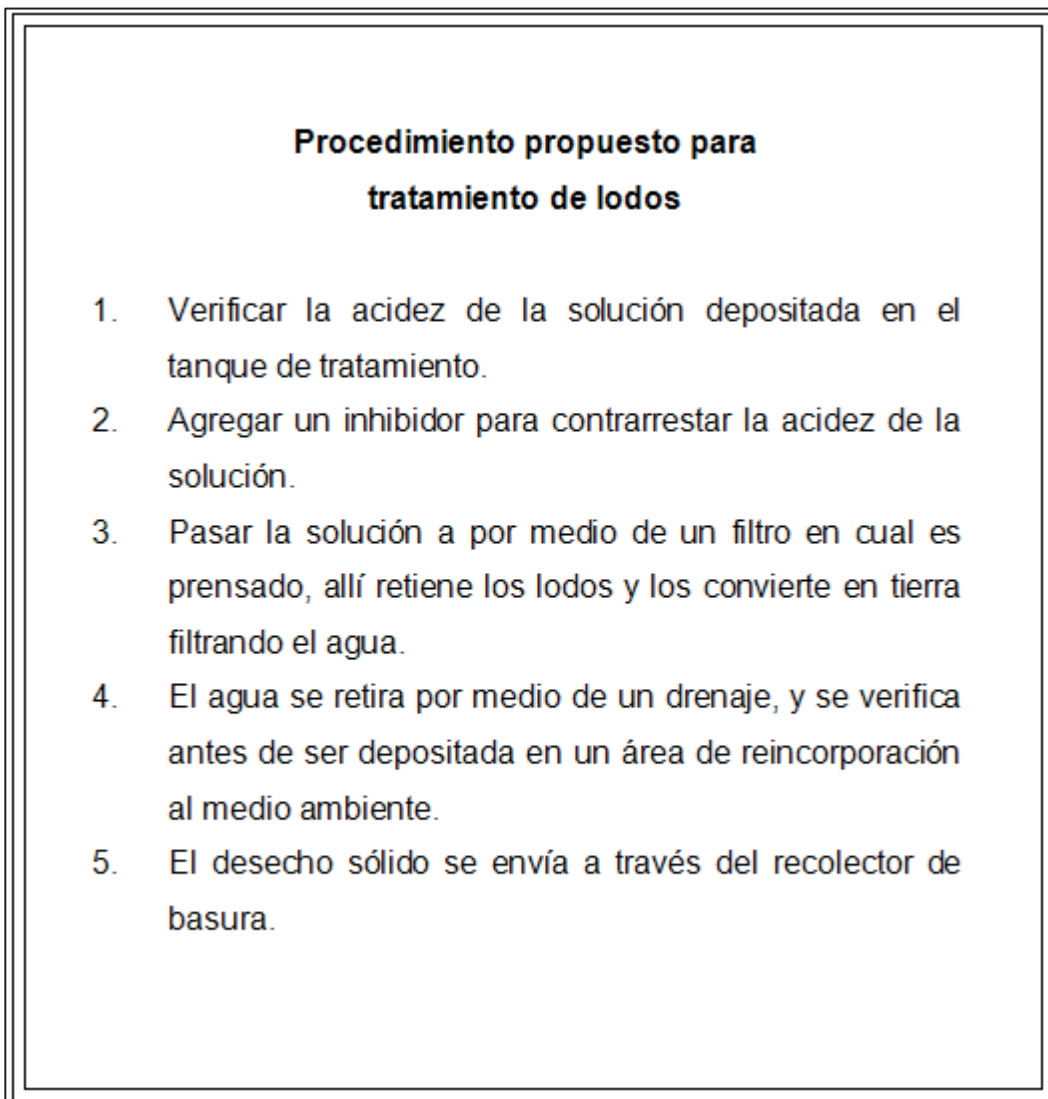 Procedimiento propuesto para
tratamiento de lodos
1. Verificar la acidez de la solución depositada en el
tanque de tratamiento.
2. Agregar un inhibidor para contrarrestar la acidez de la
solución.
3. Pasar la solución a por medio de un filtro en cual es
prensado, allí retiene los lodos y los convierte en tierra
filtrando el agua.
4. El agua se retira por medio de un drenaje, y se verifica
antes de ser depositada en un área de reincorporación
al medio ambiente.
5. El desecho sólido se envía a través del recolector de
basura.